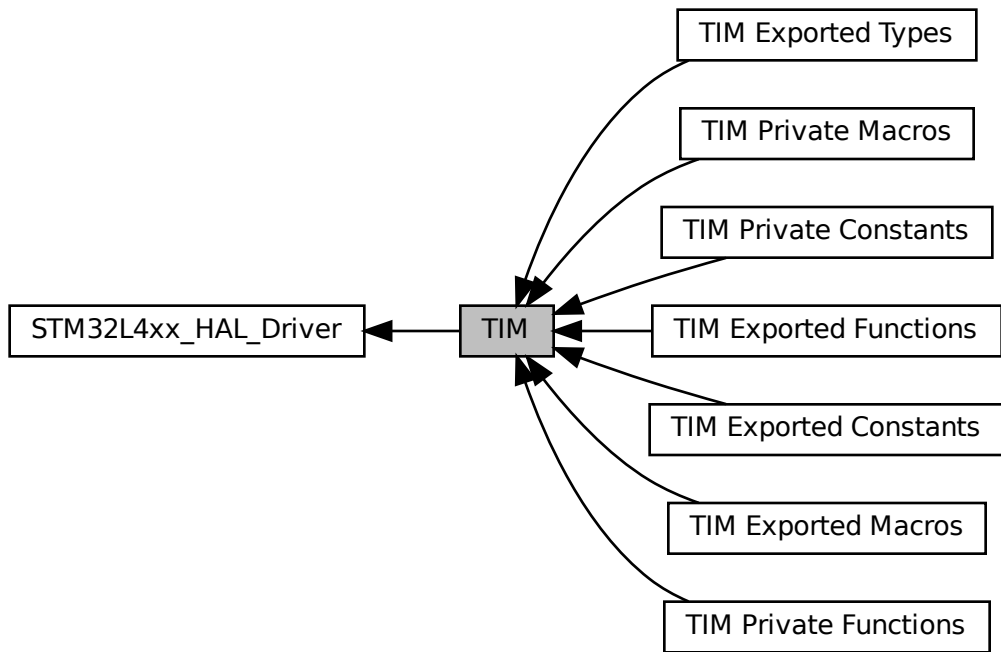 TIM Exported Types
TIM Private Macros
TIM Private Constants
STM32L4xx_HAL_Driver
TIM
TIM Exported Functions
TIM Exported Constants
TIM Exported Macros
TIM Private Functions